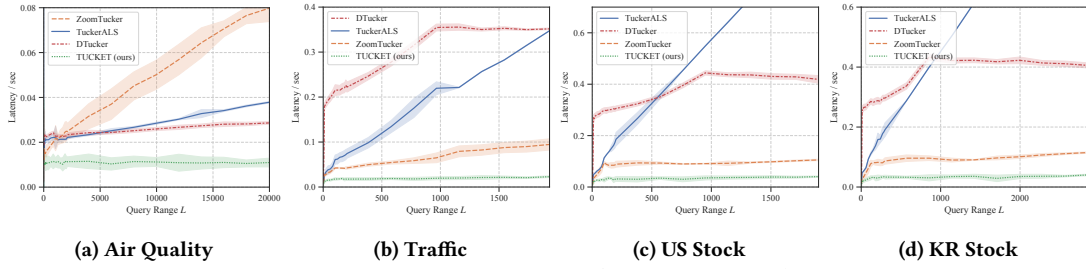 ZoomTucker
TuckerALS
DTucker
TUCKET (ours)
Latency / sec
0.08
0.06
0.04
0.02
0.00
0
5000
10000
15000
20000
Query Range L
(a) Air Quality
DTucker
TuckerALS
ZoomTucker
TUCKET (ours)
Latency / sec
0.4
0.3
0.2
0.1
0.0
0
500
1000
1500
Query Range L
(b) Traffic
TuckerALS
DTucker
ZoomTucker
TUCKET (ours)
Latency / sec
0.6
0.4
0.2
0.0
0
500
1000
1500
Query Range L
(c) US Stock
TuckerALS
DTucker
ZoomTucker
TUCKET (ours)
Latency / sec
0.6
0.4
0.2
0.0
0
1000
2000
Query Range L
(d) KR Stock